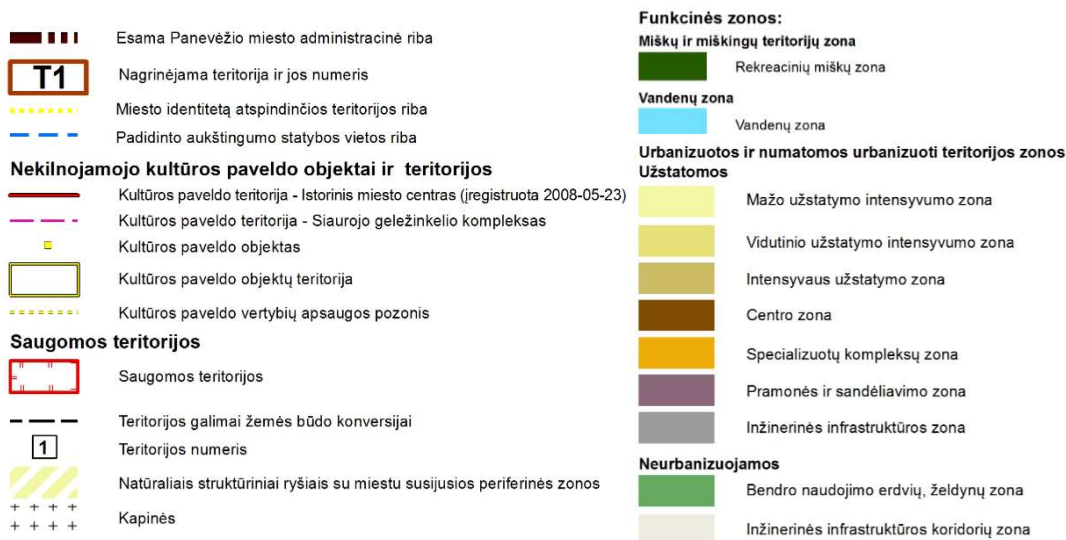 Esama Panevėžio miesto administracinė riba
T1
Nagrinėjama teritorija ir jos numeris
Miesto identitetą atspindinčios teritorijos riba
Padidinto aukštingumo statybos vietos riba
Nekilnojamojo kultūros paveldo objektai ir teritorijos
Kultūros paveldo teritorija - Istorinis miesto centras (įregistruota 2008-05-23)
Kultūros paveldo teritorija - Siaurojo geležinkelio kompleksas
Kultūros paveldo objektas
Kultūros paveldo objektų teritorija
Kultūros paveldo vertybių apsaugos pozonis
Saugomos teritorijos
Saugomos teritorijos
Teritorijos galimai žemės būdo konversijai
1
Teritorijos numeris
Natūraliais struktūriniai ryšiais su miestu susijusios periferinės zonos
Kapinės
Funkcinės zonos:
Miškų ir miškingų teritorijų zona
Rekreacinių miškų zona
Vandenų zona
Vandenų zona
Urbanizuotos ir numatomos urbanizuoti teritorijos zonos
Užstatomos
Mažo užstatymo intensyvumo zona
Vidutinio užstatymo intensyvumo zona
Intensyvaus užstatymo zona
Centro zona
Specializuotų kompleksų zona
Pramonės ir sandėliavimo zona
Inžinerinės infrastruktūros zona
Neurbanizuojamos
Bendro naudojimo erdvių, želdynų zona
Inžinerinės infrastruktūros koridorių zona